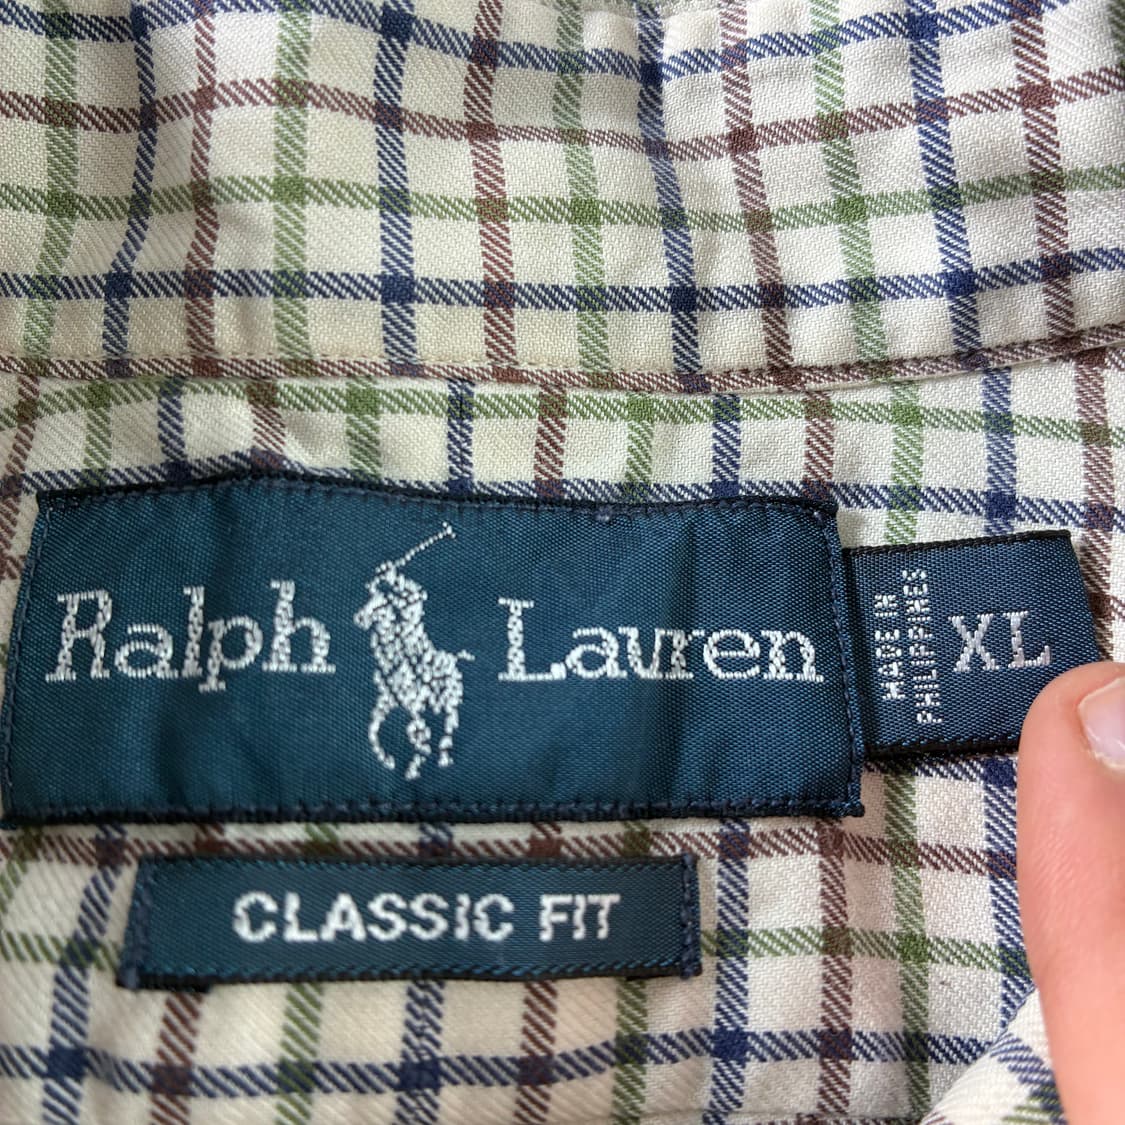 Ralph Lauren
MADE IN
PHILIPPINES
XL
CLASSIC FIT